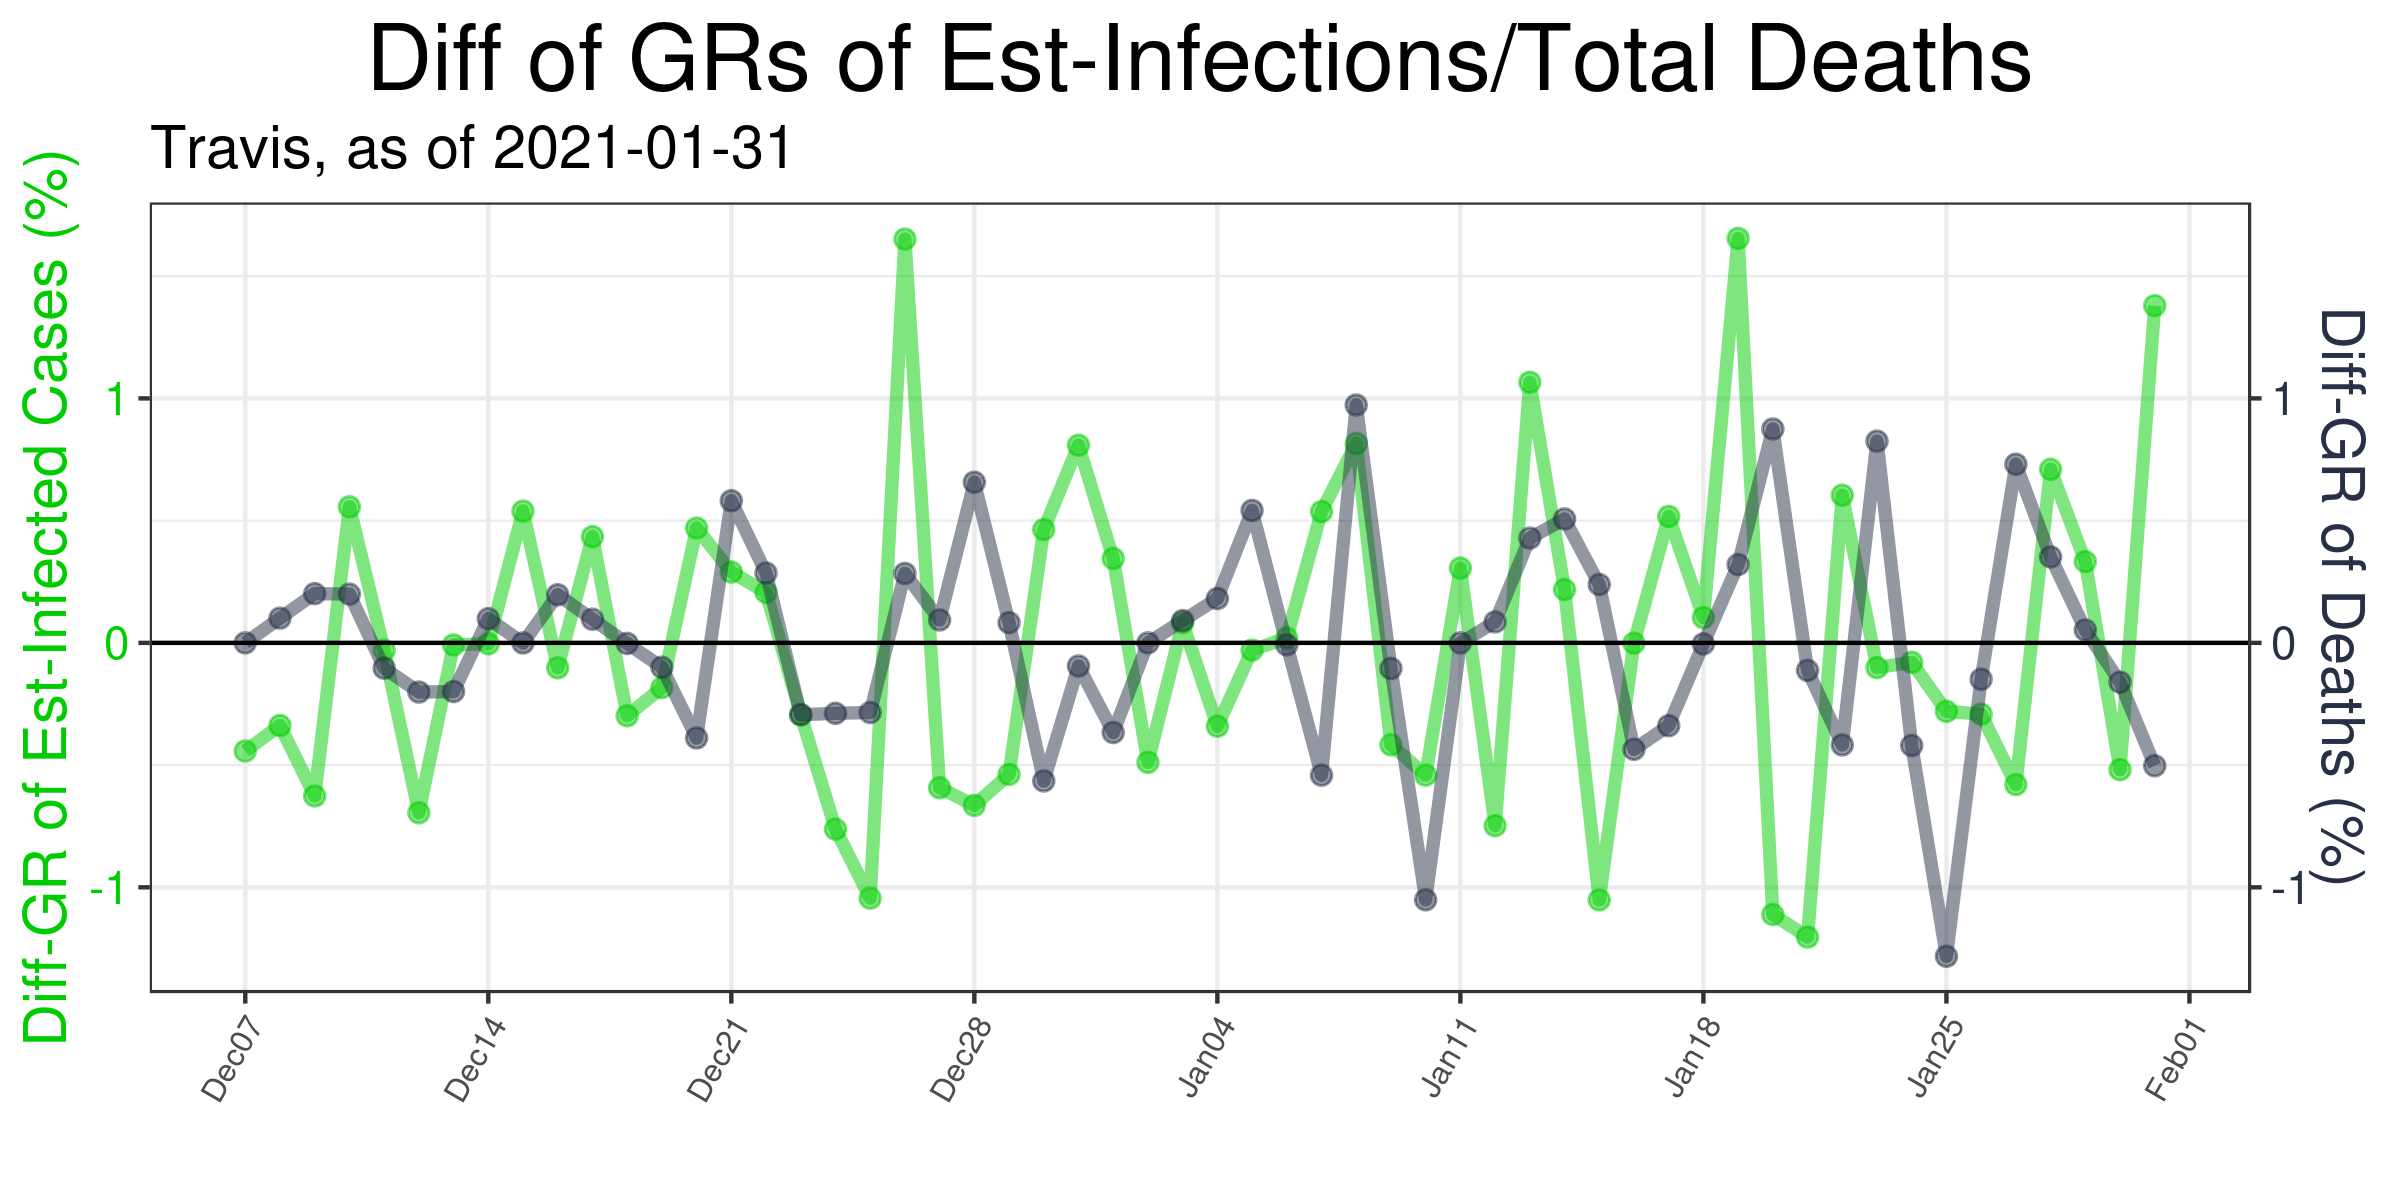 Diff of GRs of Est-Infections/Total Deaths
Travis, as of 2021-01-31
Diff-GR of Est-Infected Cases (%)
1
0
-1
1
0
-1
Diff-GR of Deaths (%)
Dec07
Dec14
Dec21
Dec28
Jan04
Jan11
Jan18
Jan25
Feb01